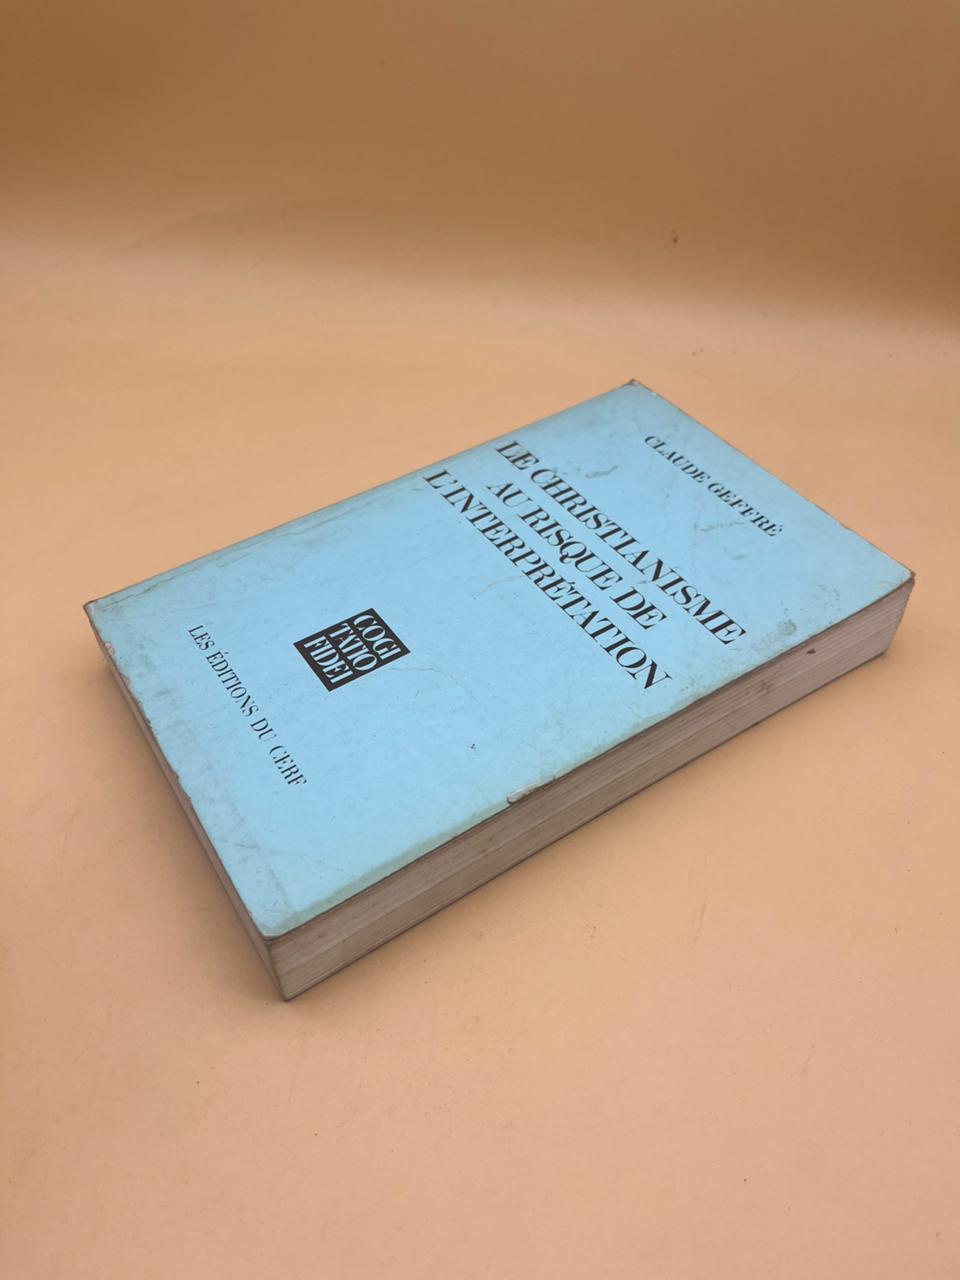 CLAUDE GEFFRÉ
LE CHRISTIANISME
AU RISQUE DE
L'INTERPRÉTATION
COGI
TATIO
FIDEI
LES ÉDITIONS DU CERF